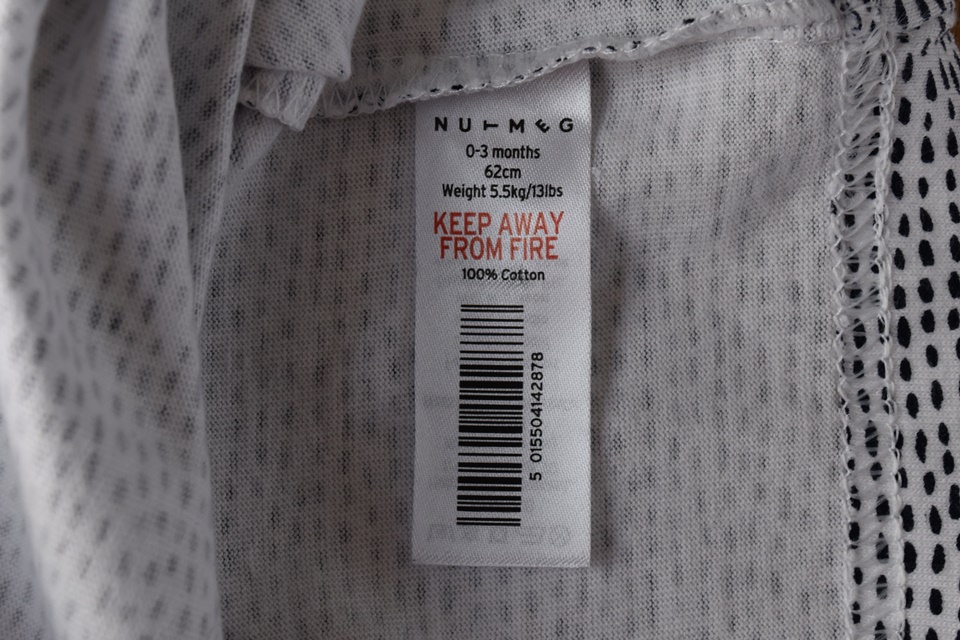 NUTMEG
0-3 months
62cm
Weight 5.5kg/13lbs
KEEP AWAY
FROM FIRE
100% Cotton
5 015504142878